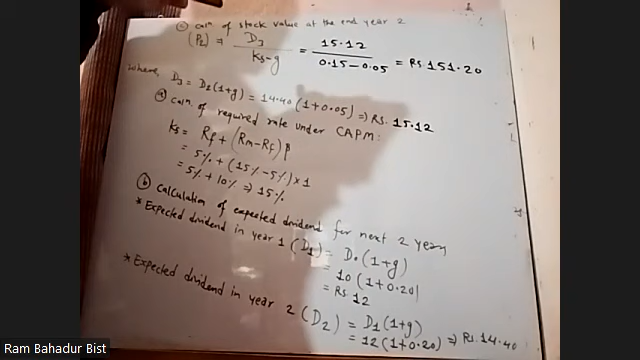 © Caln. of stock value at the end year 2
(P2) = D3 / Ks-g = 15.12 / 0.15-0.05 = Rs 151.20
where, D3 = D2(1+g) = 14.40 (1+0.05) => Rs. 15.12
ⓐ Caln. of required rate under CAPM:
Ks = Rf + (Rm-Rf)β
= 5% + (15%-5%)×1
= 5% + 10% => 15%
ⓑ Calculation of expected dividend for next 2 years
* Expected dividend in year 1 (D1) = D0(1+g)
= 10 (1+0.20)
= Rs 12
* Expected dividend in year 2 (D2) = D1(1+g)
= 12(1+0.20) => Rs. 14.40
Ram Bahadur Bist